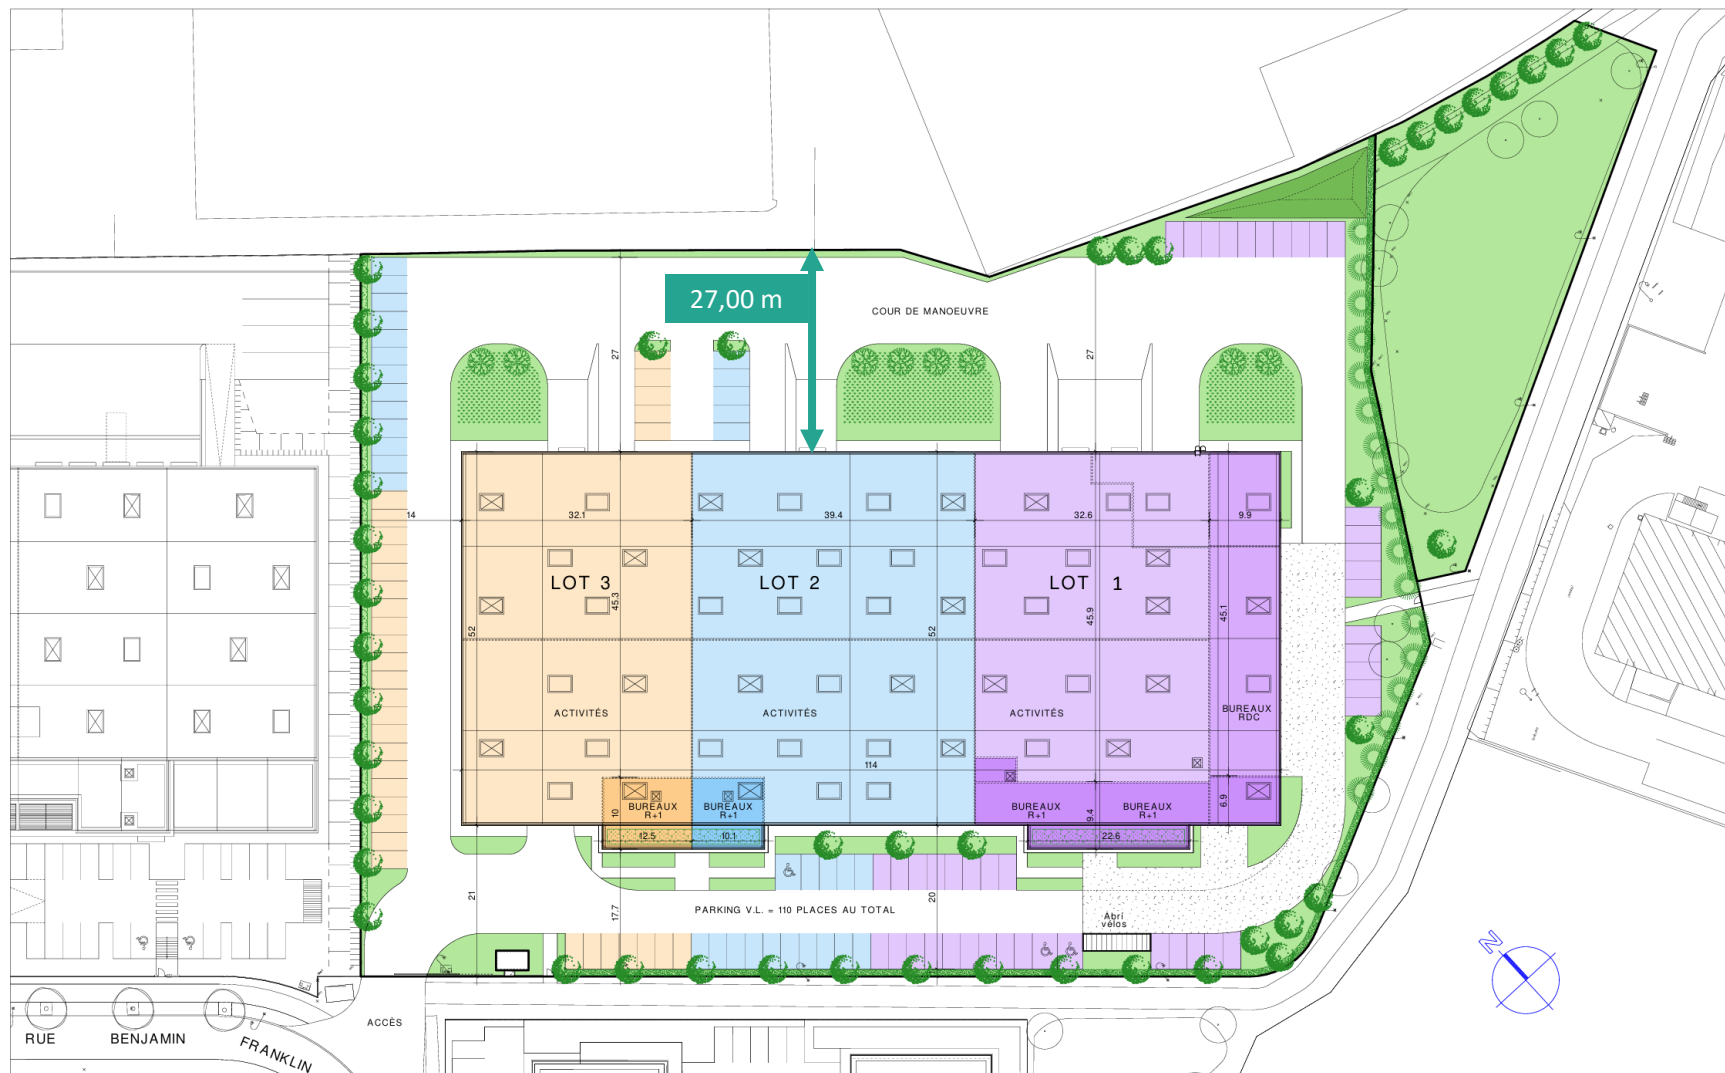 27,00 m
COUR DE MANOEUVRE
27
27
14
32.1
39.4
32.6
9.9
LOT 3
LOT 2
LOT 1
45.3
45.9
45.1
52
52
ACTIVITÉS
ACTIVITÉS
ACTIVITÉS
BUREAUX
RDC
114
BUREAUX
R+1
BUREAUX
R+1
BUREAUX
R+1
BUREAUX
R+1
10
9.4
6.9
12.5
10.1
22.6
21
17.7
20
PARKING V.L. = 110 PLACES AU TOTAL
Abri
vélos
N
ACCÈS
RUE BENJAMIN FRANKLIN